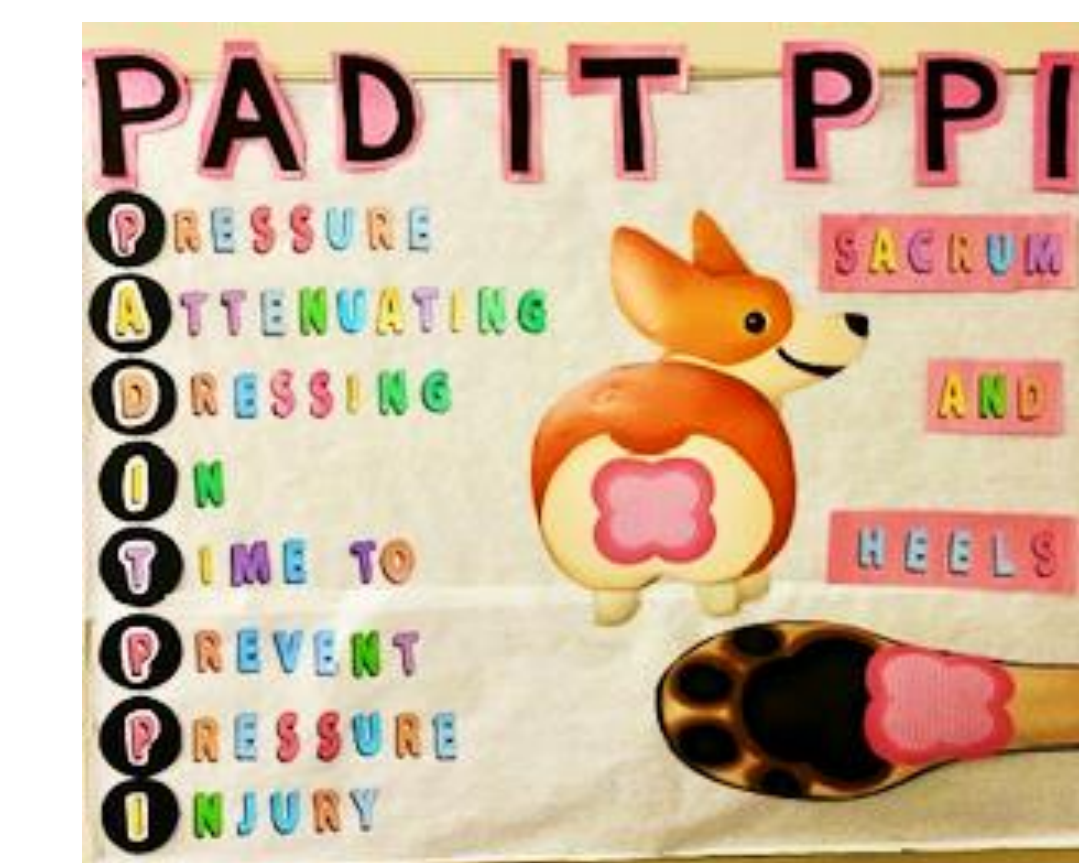 PAD IT PPI
PRESSURE
ATTENUATING
DRESSING
IN
TIME TO
PREVENT
PRESSURE
INJURY
SACRUM
AND
HEELS